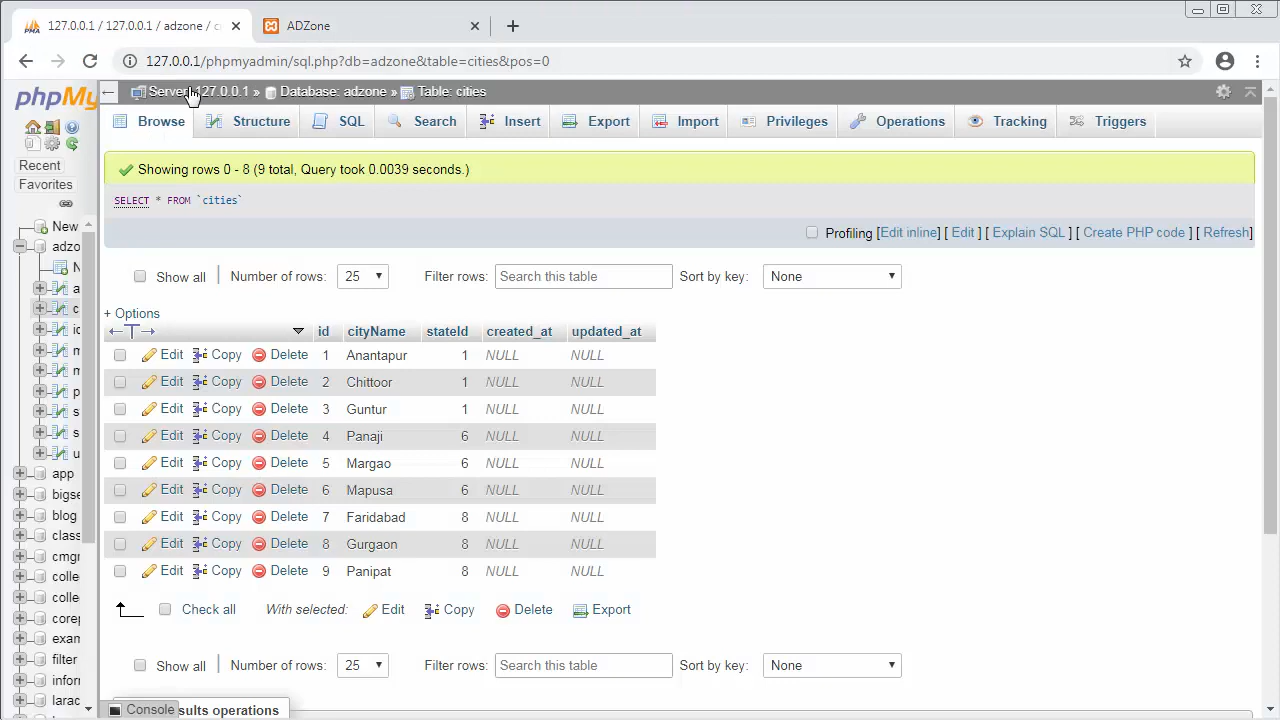 127.0.0.1 / 127.0.0.1 / adzone / c
ADZone
127.0.0.1/phpmyadmin/sql.php?db=adzone&table=cities&pos=0
phpMy
Server: 127.0.0.1 » Database: adzone » Table: cities
Browse Structure SQL Search Insert Export Import Privileges Operations Tracking Triggers
Recent
Favorites
New
adzo
N
a
c
id
m
m
p
s
s
u
app
bigse
blog
class
cmgr
colle
colle
corep
exam
filter
inforr
larac
Showing rows 0 - 8 (9 total, Query took 0.0039 seconds.)
SELECT * FROM `cities`
Profiling [Edit inline] [ Edit ] [ Explain SQL ] [ Create PHP code ] [ Refresh]
Show all Number of rows: 25 Filter rows: Search this table Sort by key: None
+ Options
←T→ id cityName stateId created_at updated_at
Edit Copy Delete 1 Anantapur 1 NULL NULL
Edit Copy Delete 2 Chittoor 1 NULL NULL
Edit Copy Delete 3 Guntur 1 NULL NULL
Edit Copy Delete 4 Panaji 6 NULL NULL
Edit Copy Delete 5 Margao 6 NULL NULL
Edit Copy Delete 6 Mapusa 6 NULL NULL
Edit Copy Delete 7 Faridabad 8 NULL NULL
Edit Copy Delete 8 Gurgaon 8 NULL NULL
Edit Copy Delete 9 Panipat 8 NULL NULL
Check all With selected: Edit Copy Delete Export
Show all Number of rows: 25 Filter rows: Search this table Sort by key: None
Console sults operations